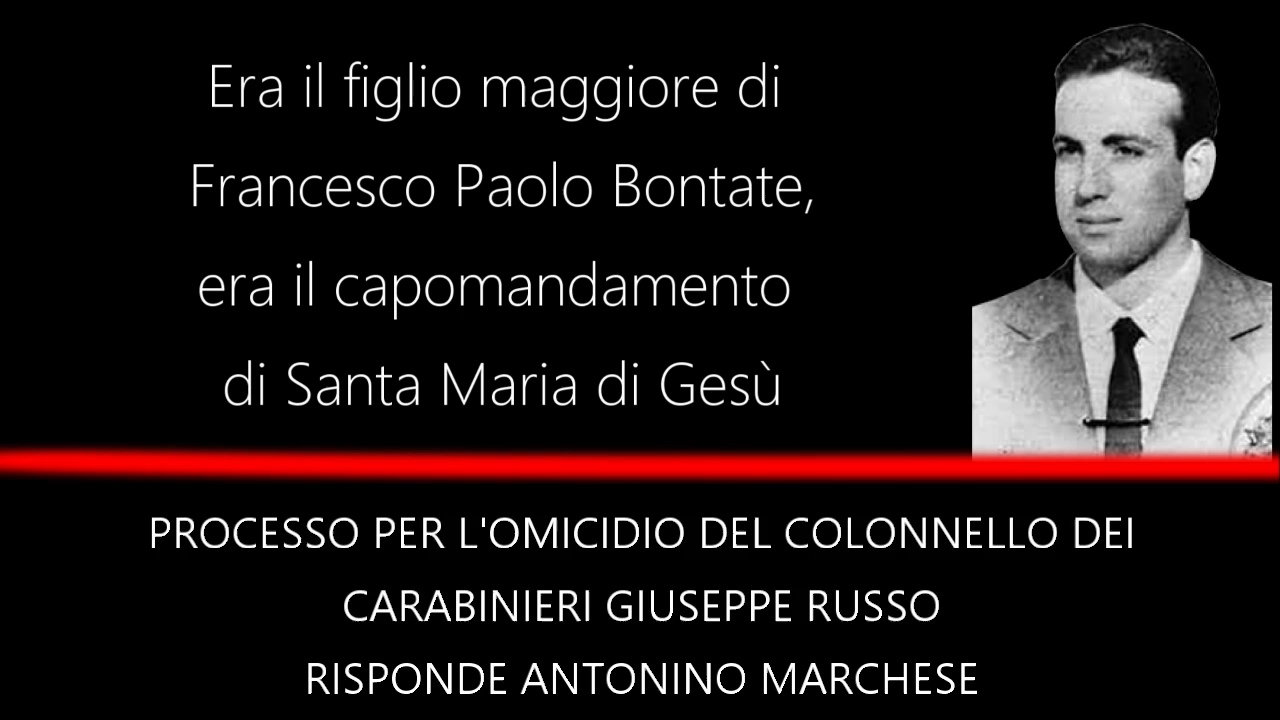 Era il figlio maggiore di
Francesco Paolo Bontate,
era il capomandamento
di Santa Maria di Gesù
PROCESSO PER L'OMICIDIO DEL COLONNELLO DEI
CARABINIERI GIUSEPPE RUSSO
RISPONDE ANTONINO MARCHESE